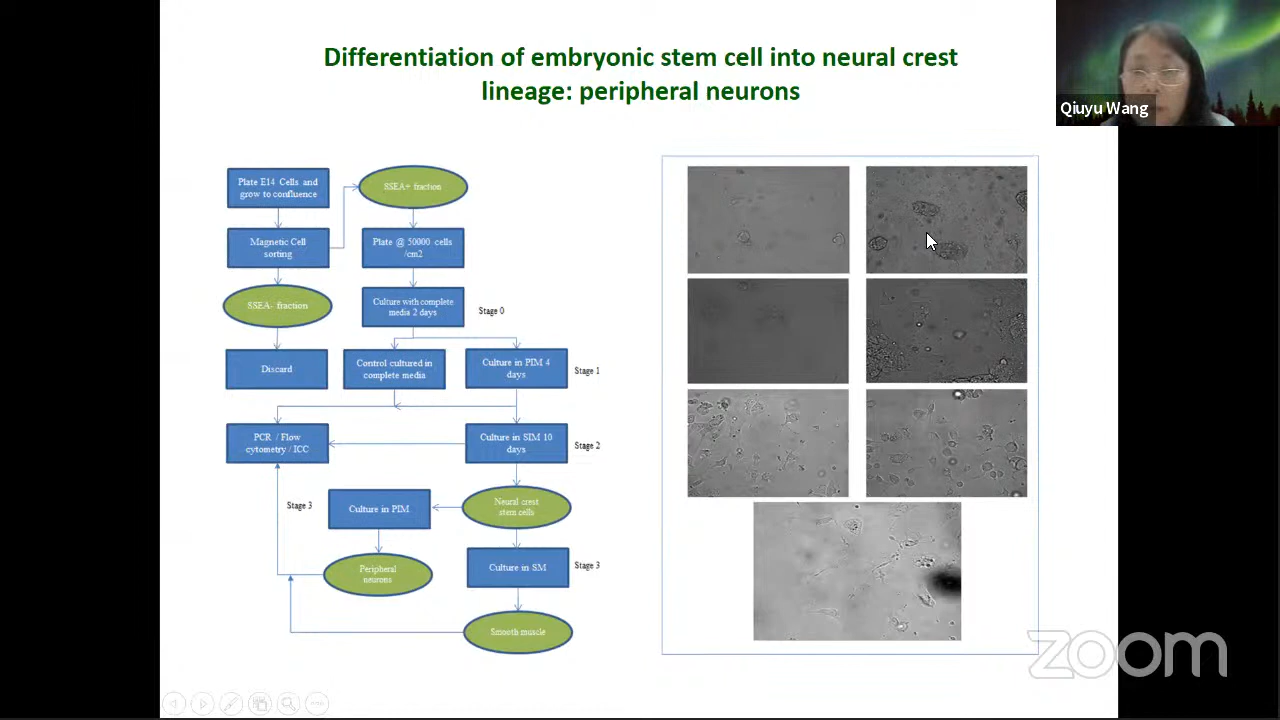 Differentiation of embryonic stem cell into neural crest
lineage: peripheral neurons
Qiuyu Wang
Plate E14 Cells and
grow to confluence
SSEA+ fraction
Magnetic Cell
sorting
Plate @ 50000 cells
/cm2
SSEA- fraction
Culture with complete
media 2 days
Stage 0
Discard
Control cultured in
complete media
Culture in PIM 4
days
Stage 1
PCR / Flow
cytometry / ICC
Culture in SIM 10
days
Stage 2
Stage 3
Culture in PIM
Neural crest
stem cells
Peripheral
neurons
Culture in SM
Stage 3
Smooth muscle
zoom